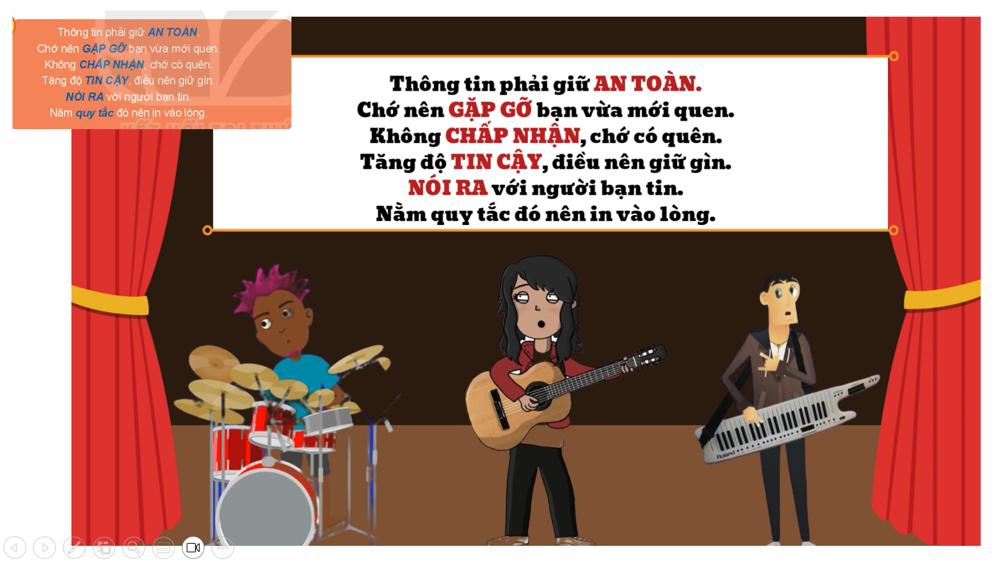 Thông tin phải giữ AN TOÀN.
Chớ nên GẶP GỠ bạn vừa mới quen.
Không CHẤP NHẬN, chớ có quên.
Tăng độ TIN CẬY, điều nên giữ gìn.
NÓI RA với người bạn tin.
Năm quy tắc đó nên in vào lòng.
KẾT NỐI TRI THỨ
Thông tin phải giữ AN TOÀN.
Chớ nên GẶP GỠ bạn vừa mới quen.
Không CHẤP NHẬN, chớ có quên.
Tăng độ TIN CẬY, điều nên giữ gìn.
NÓI RA với người bạn tin.
Nằm quy tắc đó nên in vào lòng.
Roland